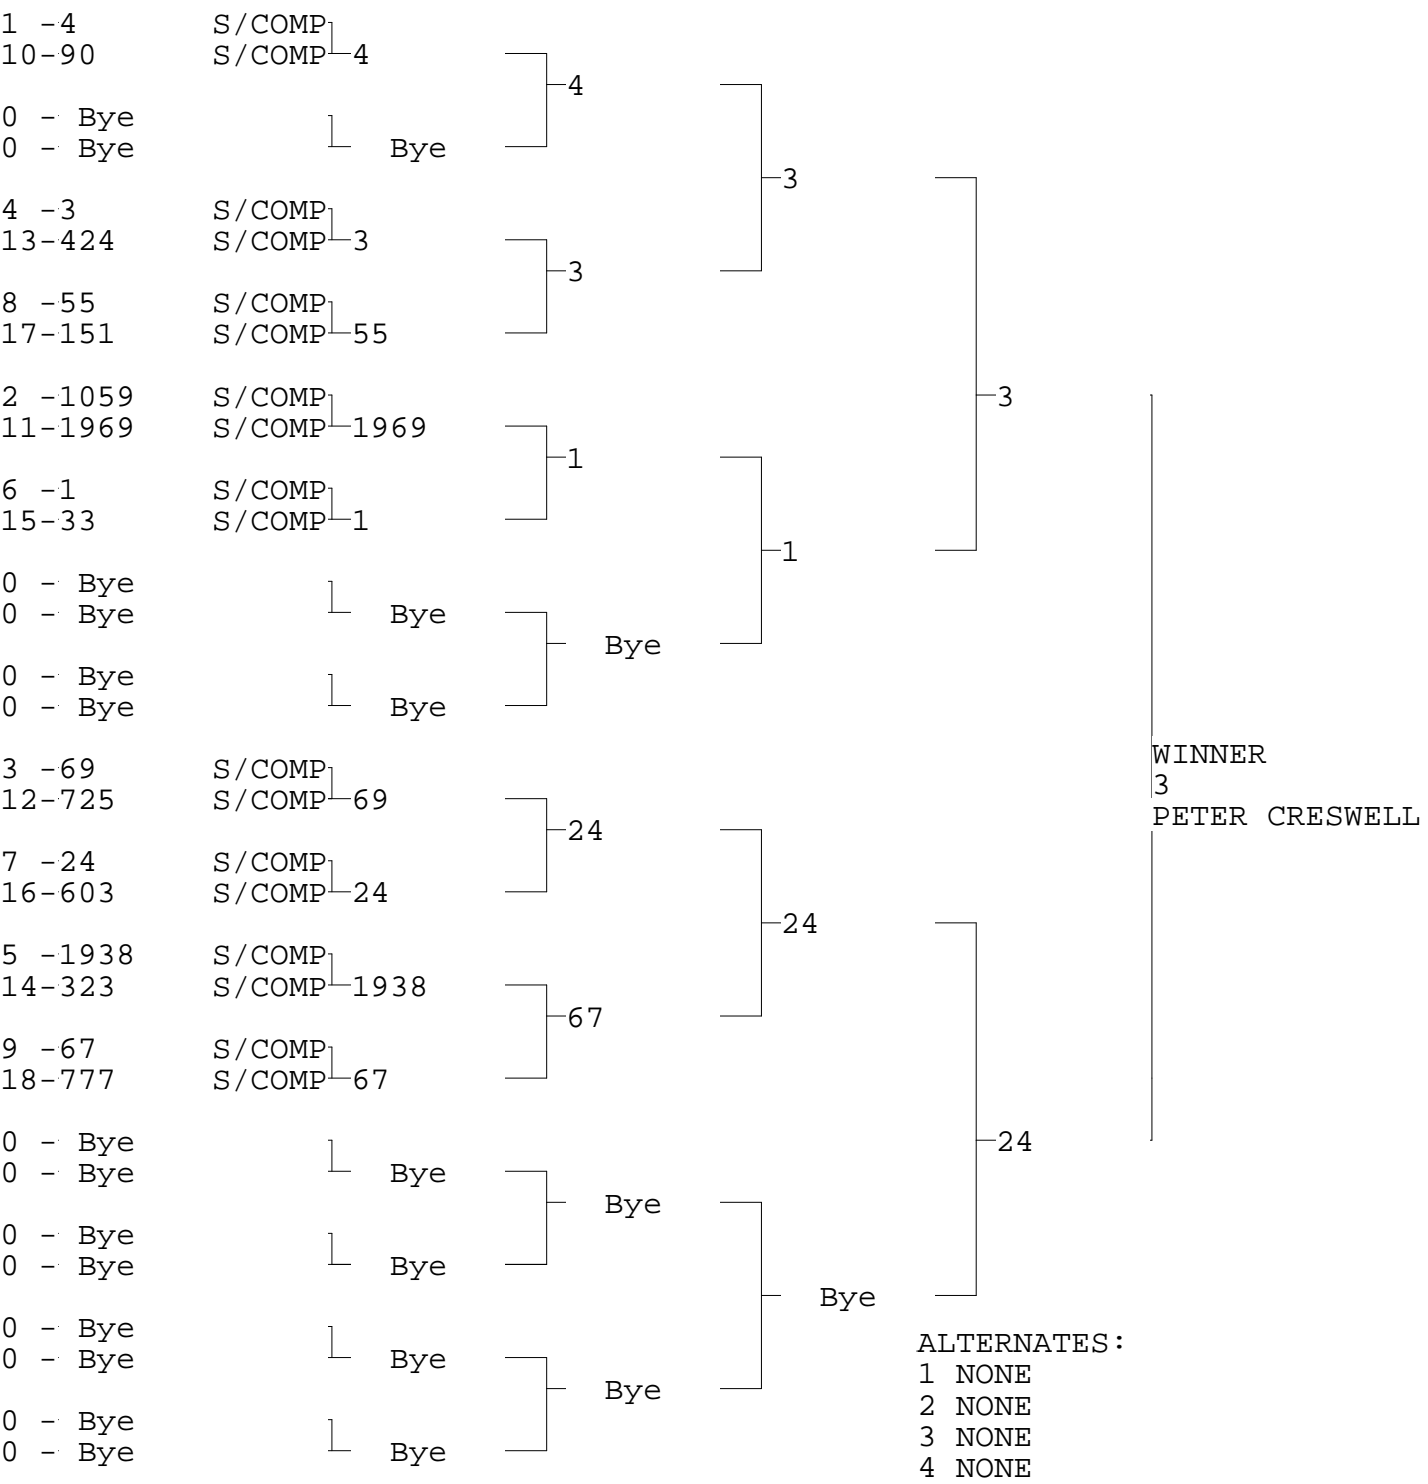 1 -4 S/COMP
10-90 S/COMP 4
4
0 - Bye
0 - Bye Bye
3
4 -3 S/COMP
13-424 S/COMP 3
3
8 -55 S/COMP
17-151 S/COMP 55
2 -1059 S/COMP 3
11-1969 S/COMP 1969
1
6 -1 S/COMP
15-33 S/COMP 1
1
0 - Bye
0 - Bye Bye
Bye
0 - Bye
0 - Bye Bye
WINNER
3
PETER CRESWELL
3 -69 S/COMP
12-725 S/COMP 69
24
7 -24 S/COMP
16-603 S/COMP 24
24
5 -1938 S/COMP
14-323 S/COMP 1938
67
9 -67 S/COMP
18-777 S/COMP 67
0 - Bye 24
0 - Bye Bye
Bye
0 - Bye
0 - Bye Bye
Bye
0 - Bye
0 - Bye Bye
Bye
0 - Bye
0 - Bye Bye
ALTERNATES:
1 NONE
2 NONE
3 NONE
4 NONE